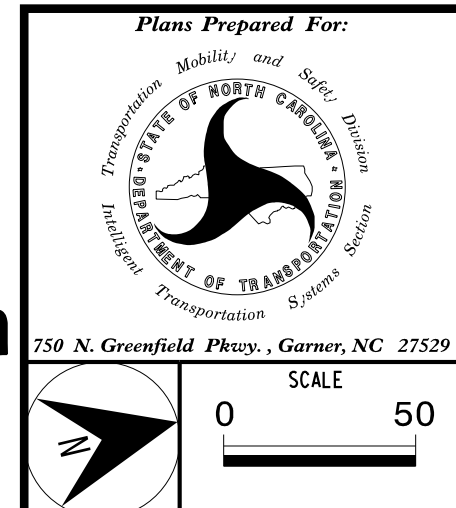 Plans Prepared For:
Transportation Mobility and Safety Division
STATE OF NORTH CAROLINA
DEPARTMENT OF TRANSPORTATION
Intelligent Transportation Systems Section
750 N. Greenfield Pkwy., Garner, NC 27529
SCALE
0 50
N